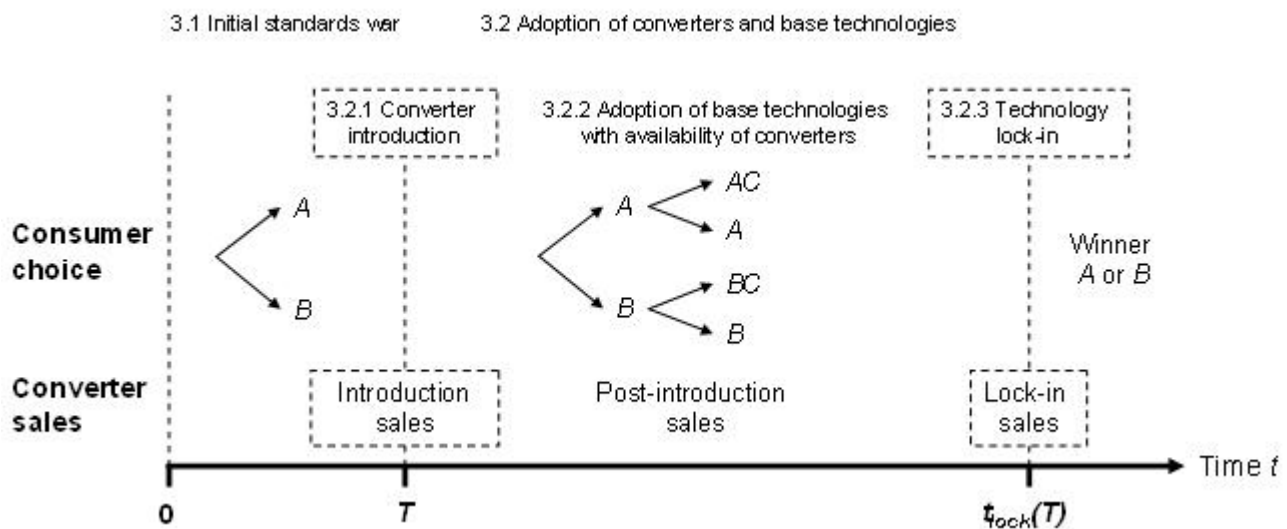 3.1 Initial standards war
3.2 Adoption of converters and base technologies
3.2.1 Converter
introduction
3.2.2 Adoption of base technologies
with availability of converters
3.2.3 Technology
lock-in
Consumer
choice
A
B
A
B
AC
A
BC
B
Winner
A or B
Converter
sales
Introduction
sales
Post-introduction
sales
Lock-in
sales
Time t
0
T
tlock(T)